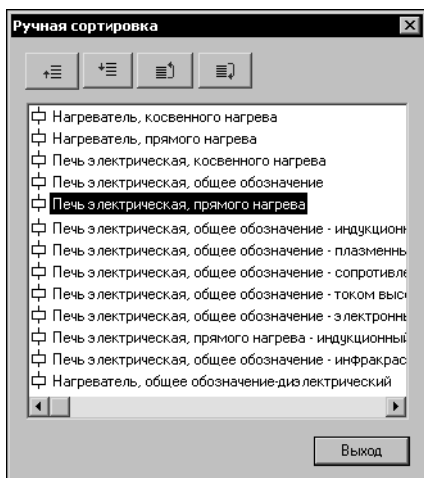 Ручная сортировка
Нагреватель, косвенного нагрева
Нагреватель, прямого нагрева
Печь электрическая, косвенного нагрева
Печь электрическая, общее обозначение
Печь электрическая, прямого нагрева
Печь электрическая, общее обозначение - индукционн
Печь электрическая, общее обозначение - плазменны
Печь электрическая, общее обозначение - сопротивле
Печь электрическая, общее обозначение - током высо
Печь электрическая, общее обозначение - электронны
Печь электрическая, прямого нагрева - индукционный
Печь электрическая, общее обозначение - инфракрас
Нагреватель, общее обозначение-диэлектрический
Выход